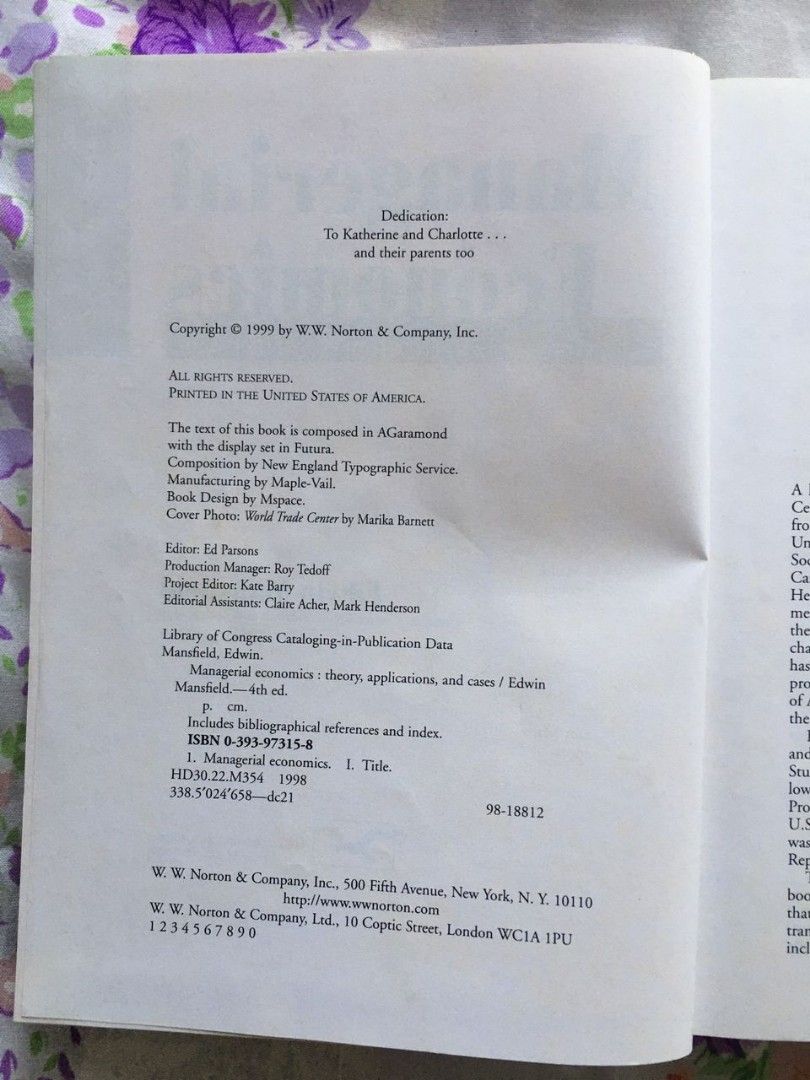 Dedication:
To Katherine and Charlotte . . .
and their parents too
Copyright © 1999 by W.W. Norton & Company, Inc.
ALL RIGHTS RESERVED.
PRINTED IN THE UNITED STATES OF AMERICA.
The text of this book is composed in AGaramond
with the display set in Futura.
Composition by New England Typographic Service.
Manufacturing by Maple-Vail.
Book Design by Mspace.
Cover Photo: World Trade Center by Marika Barnett
Editor: Ed Parsons
Production Manager: Roy Tedoff
Project Editor: Kate Barry
Editorial Assistants: Claire Acher, Mark Henderson
Library of Congress Cataloging-in-Publication Data
Mansfield, Edwin.
Managerial economics : theory, applications, and cases / Edwin
Mansfield.—4th ed.
p. cm.
Includes bibliographical references and index.
ISBN 0-393-97315-8
1. Managerial economics. I. Title.
HD30.22.M354 1998
338.5′024′658—dc21
98-18812
W. W. Norton & Company, Inc., 500 Fifth Avenue, New York, N. Y. 10110
http://www.wwnorton.com
W. W. Norton & Company, Ltd., 10 Coptic Street, London WC1A 1PU
1 2 3 4 5 6 7 8 9 0